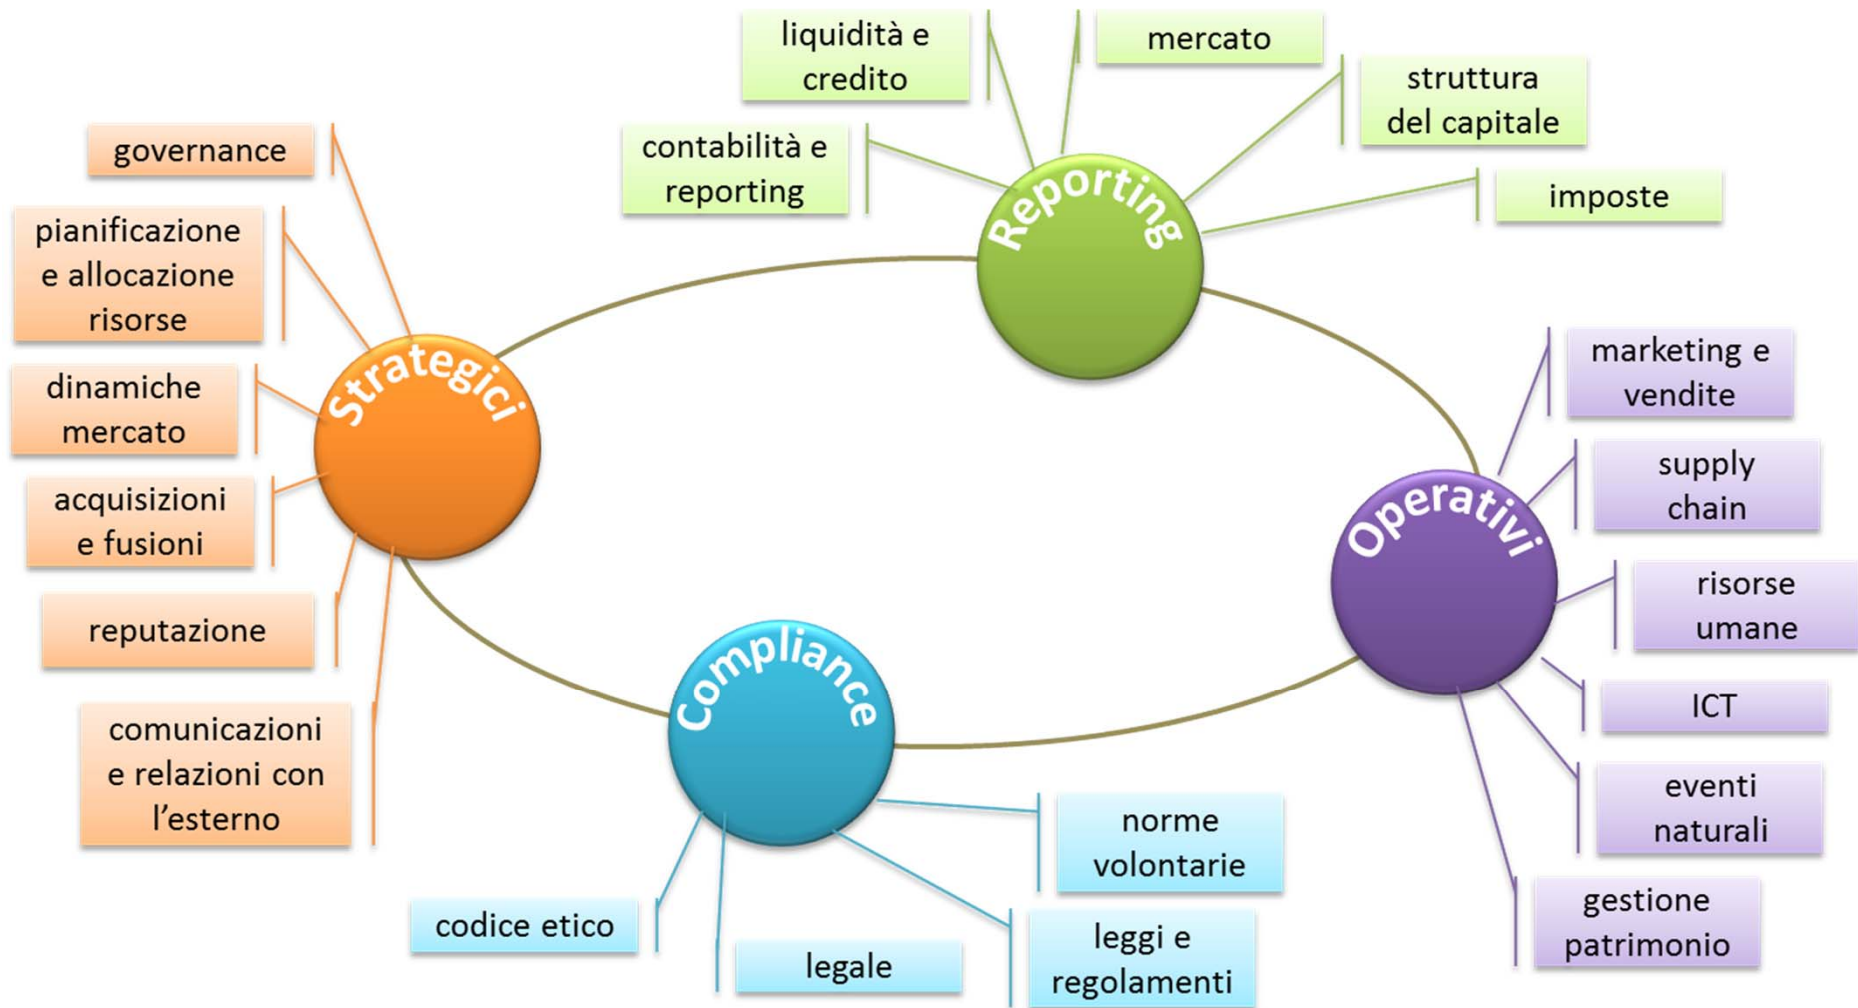 Strategici
governance
pianificazione
e allocazione
risorse
dinamiche
mercato
acquisizioni
e fusioni
reputazione
comunicazioni
e relazioni con
l’esterno
Reporting
contabilità e
reporting
liquidità e
credito
mercato
struttura
del capitale
imposte
Operativi
marketing e
vendite
supply
chain
risorse
umane
ICT
eventi
naturali
gestione
patrimonio
Compliance
norme
volontarie
leggi e
regolamenti
legale
codice etico